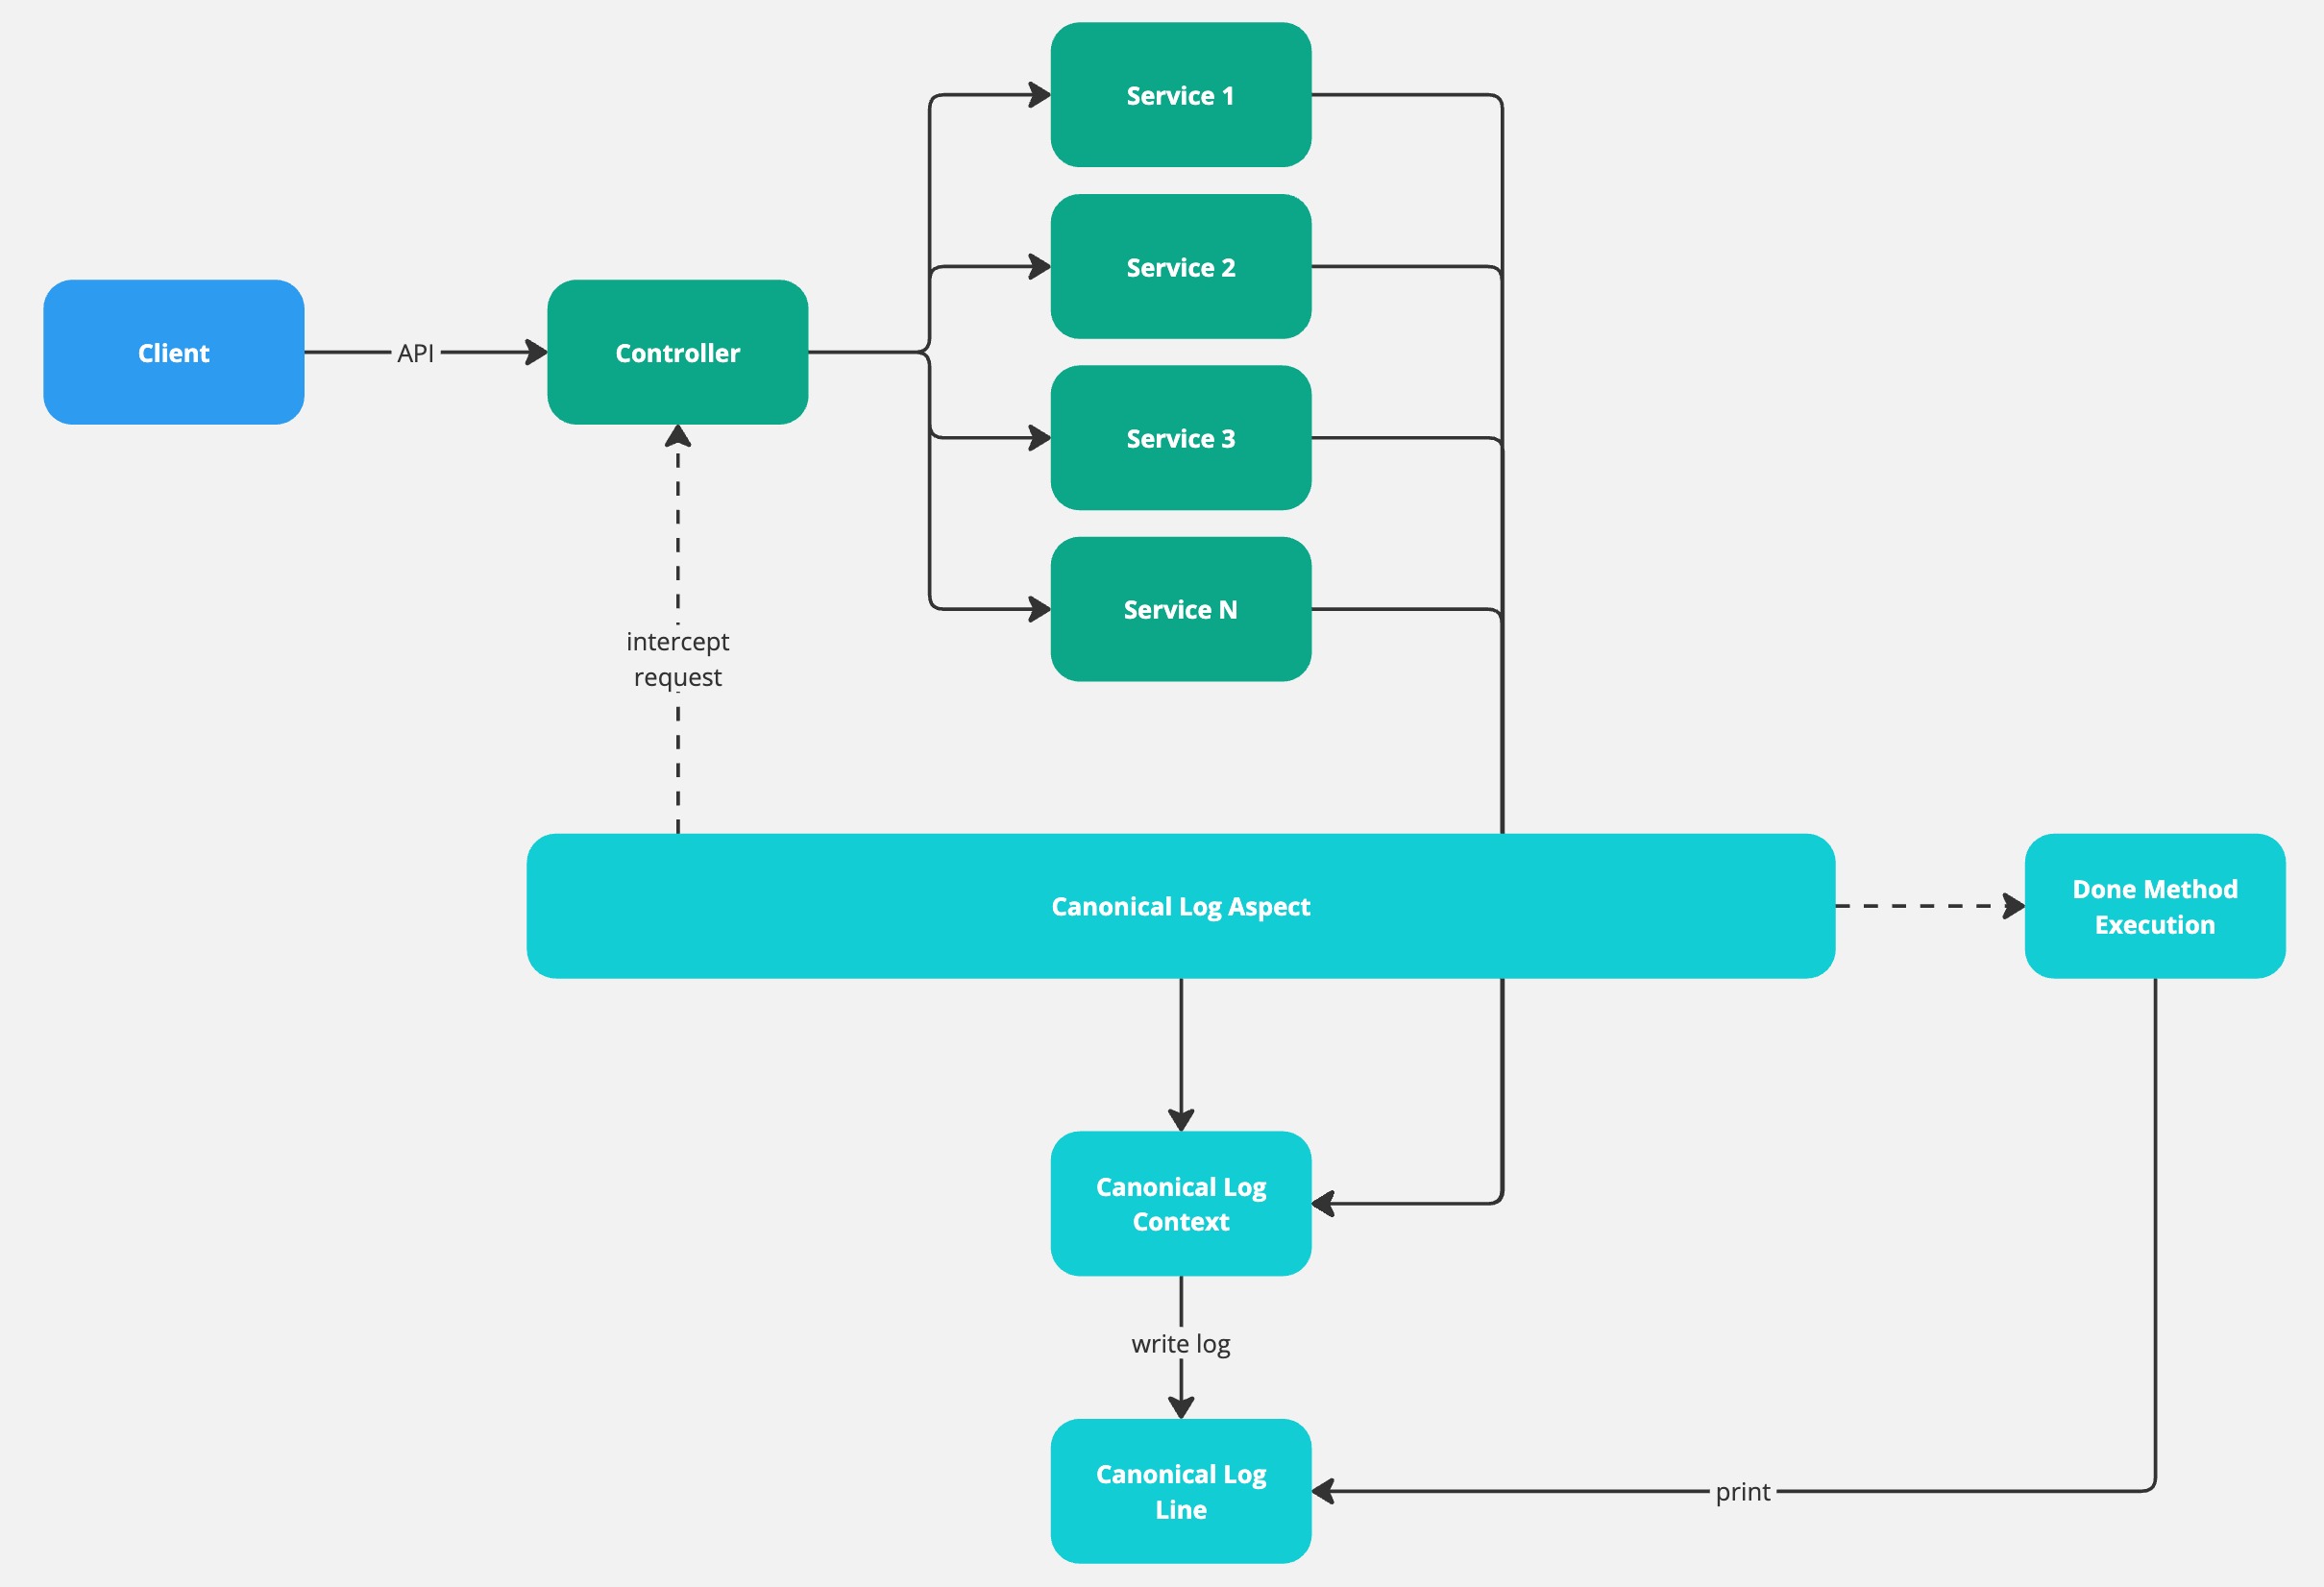 Service 1
Service 2
Client
API
Controller
Service 3
Service N
intercept
request
Canonical Log Aspect
Done Method
Execution
Canonical Log
Context
write log
Canonical Log
Line
print